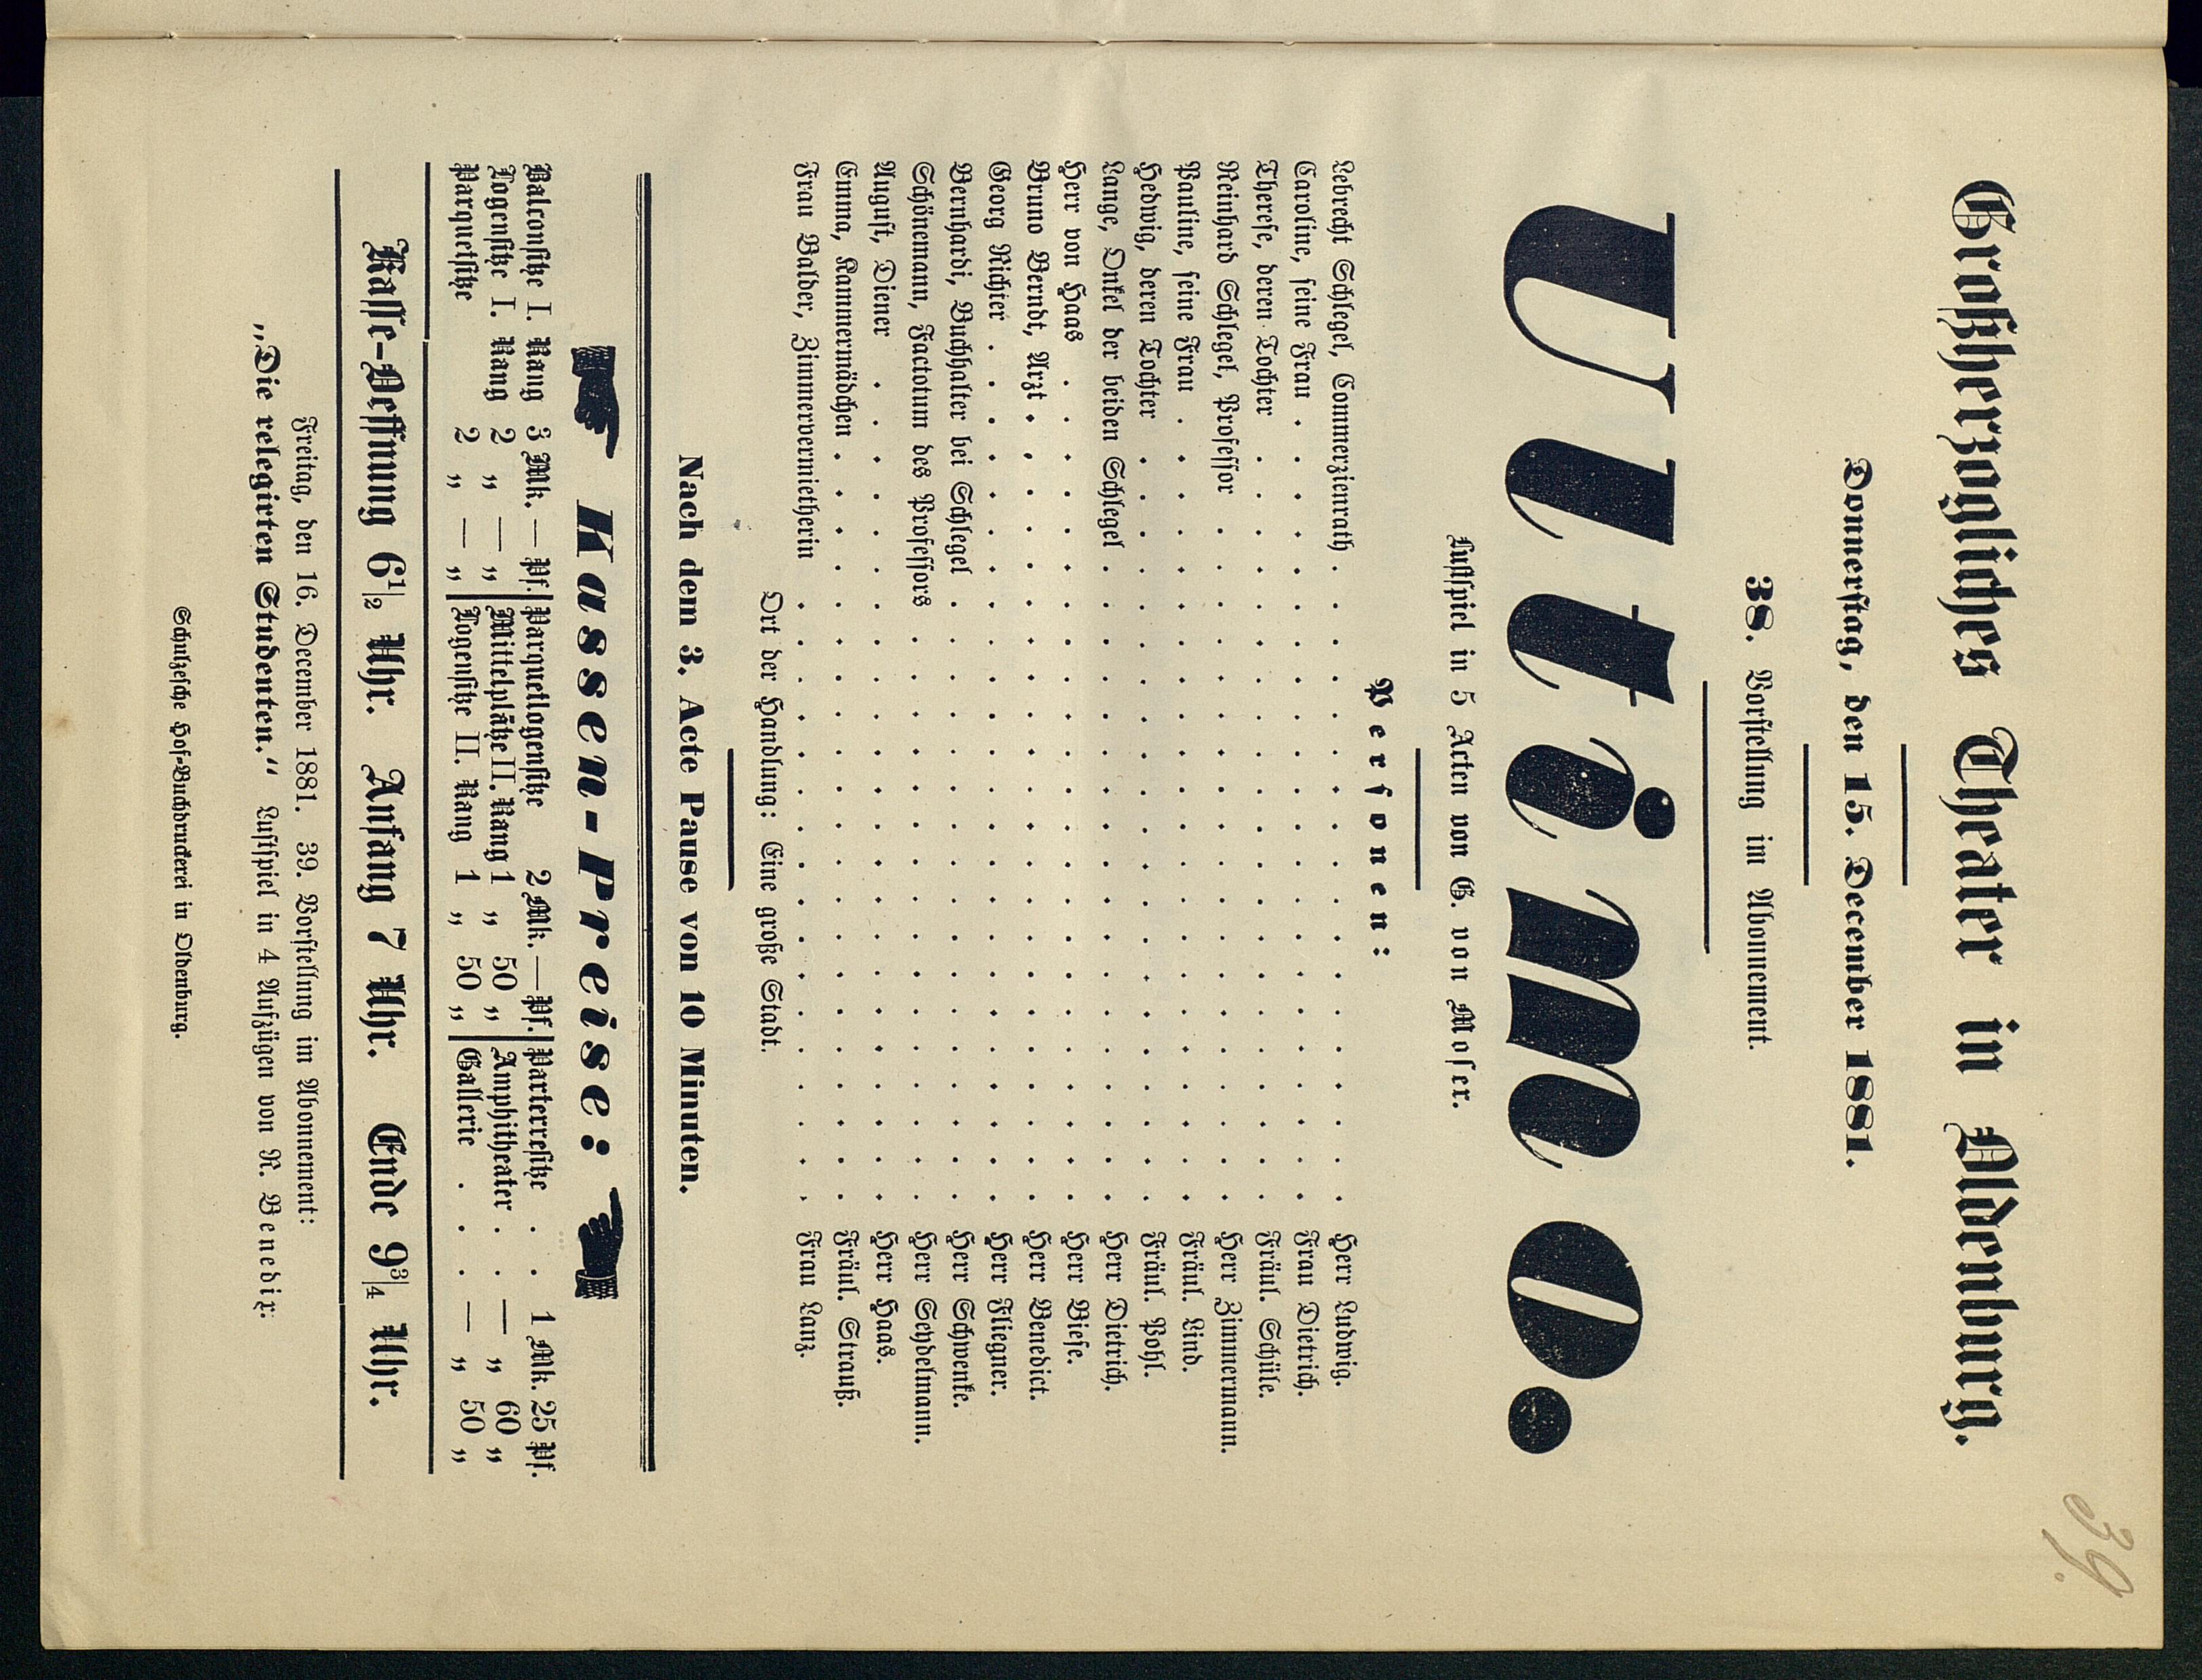 39.
Großherzogliches Theater in Oldenburg.
Donnerstag, den 15. December 1881.
38. Vorstellung im Abonnement.
Ultimo.
Lustspiel in 5 Acten von G. von Moser.
Personen:
Lebrecht Schlegel, Commerzienrath . . . . . . . . . . . . . . . . . . Herr Ludwig.
Caroline, seine Frau . . . . . . . . . . . . . . . . . . . . . . Frau Dietrich.
Therese, deren Tochter . . . . . . . . . . . . . . . . . . . . . Fräul. Schüle.
Reinhard Schlegel, Professor . . . . . . . . . . . . . . . . . . . Herr Zimmermann.
Pauline, seine Frau . . . . . . . . . . . . . . . . . . . . . . Fräul. Lind.
Hedwig, deren Tochter . . . . . . . . . . . . . . . . . . . . . Fräul. Pohl.
Lange, Onkel der beiden Schlegel . . . . . . . . . . . . . . . . . . Herr Dietrich.
Herr von Haas . . . . . . . . . . . . . . . . . . . . . . . Herr Biese.
Bruno Berndt, Arzt . . . . . . . . . . . . . . . . . . . . . . Herr Benedict.
Georg Richter . . . . . . . . . . . . . . . . . . . . . . . . Herr Fliegner.
Bernhardi, Buchhalter bei Schlegel . . . . . . . . . . . . . . . . . Herr Schwenke.
Schönemann, Factotum des Professors . . . . . . . . . . . . . . . . Herr Seydelmann.
August, Diener . . . . . . . . . . . . . . . . . . . . . . . Herr Haas.
Emma, Kammermädchen . . . . . . . . . . . . . . . . . . . . . Fräul. Strauß.
Frau Balder, Zimmervermietherin . . . . . . . . . . . . . . . . . . Frau Lanz.
Ort der Handlung: Eine große Stadt.
Nach dem 3. Acte Pause von 10 Minuten.
Kassen-Preise:
Balconsitze I. Rang 3 Mk. — Pf. Parquetlogensitze 2 Mk. — Pf. Parterresitze . . 1 Mk. 25 Pf.
Logensitze I. Rang 2 „ — „ Mittelplätze II. Rang 1 „ 50 „ Amphitheater . . — „ 60 „
Parquetsitze 2 „ — „ Logensitze II. Rang 1 „ 50 „ Gallerie . . . — „ 50 „
Kasse-Oeffnung 6½ Uhr. Anfang 7 Uhr. Ende 9¾ Uhr.
Freitag, den 16. December 1881. 39. Vorstellung im Abonnement:
„Die relegirten Studenten.“ Lustspiel in 4 Aufzügen von R. Benedix.
Schulzesche Hof-Buchdruckerei in Oldenburg.